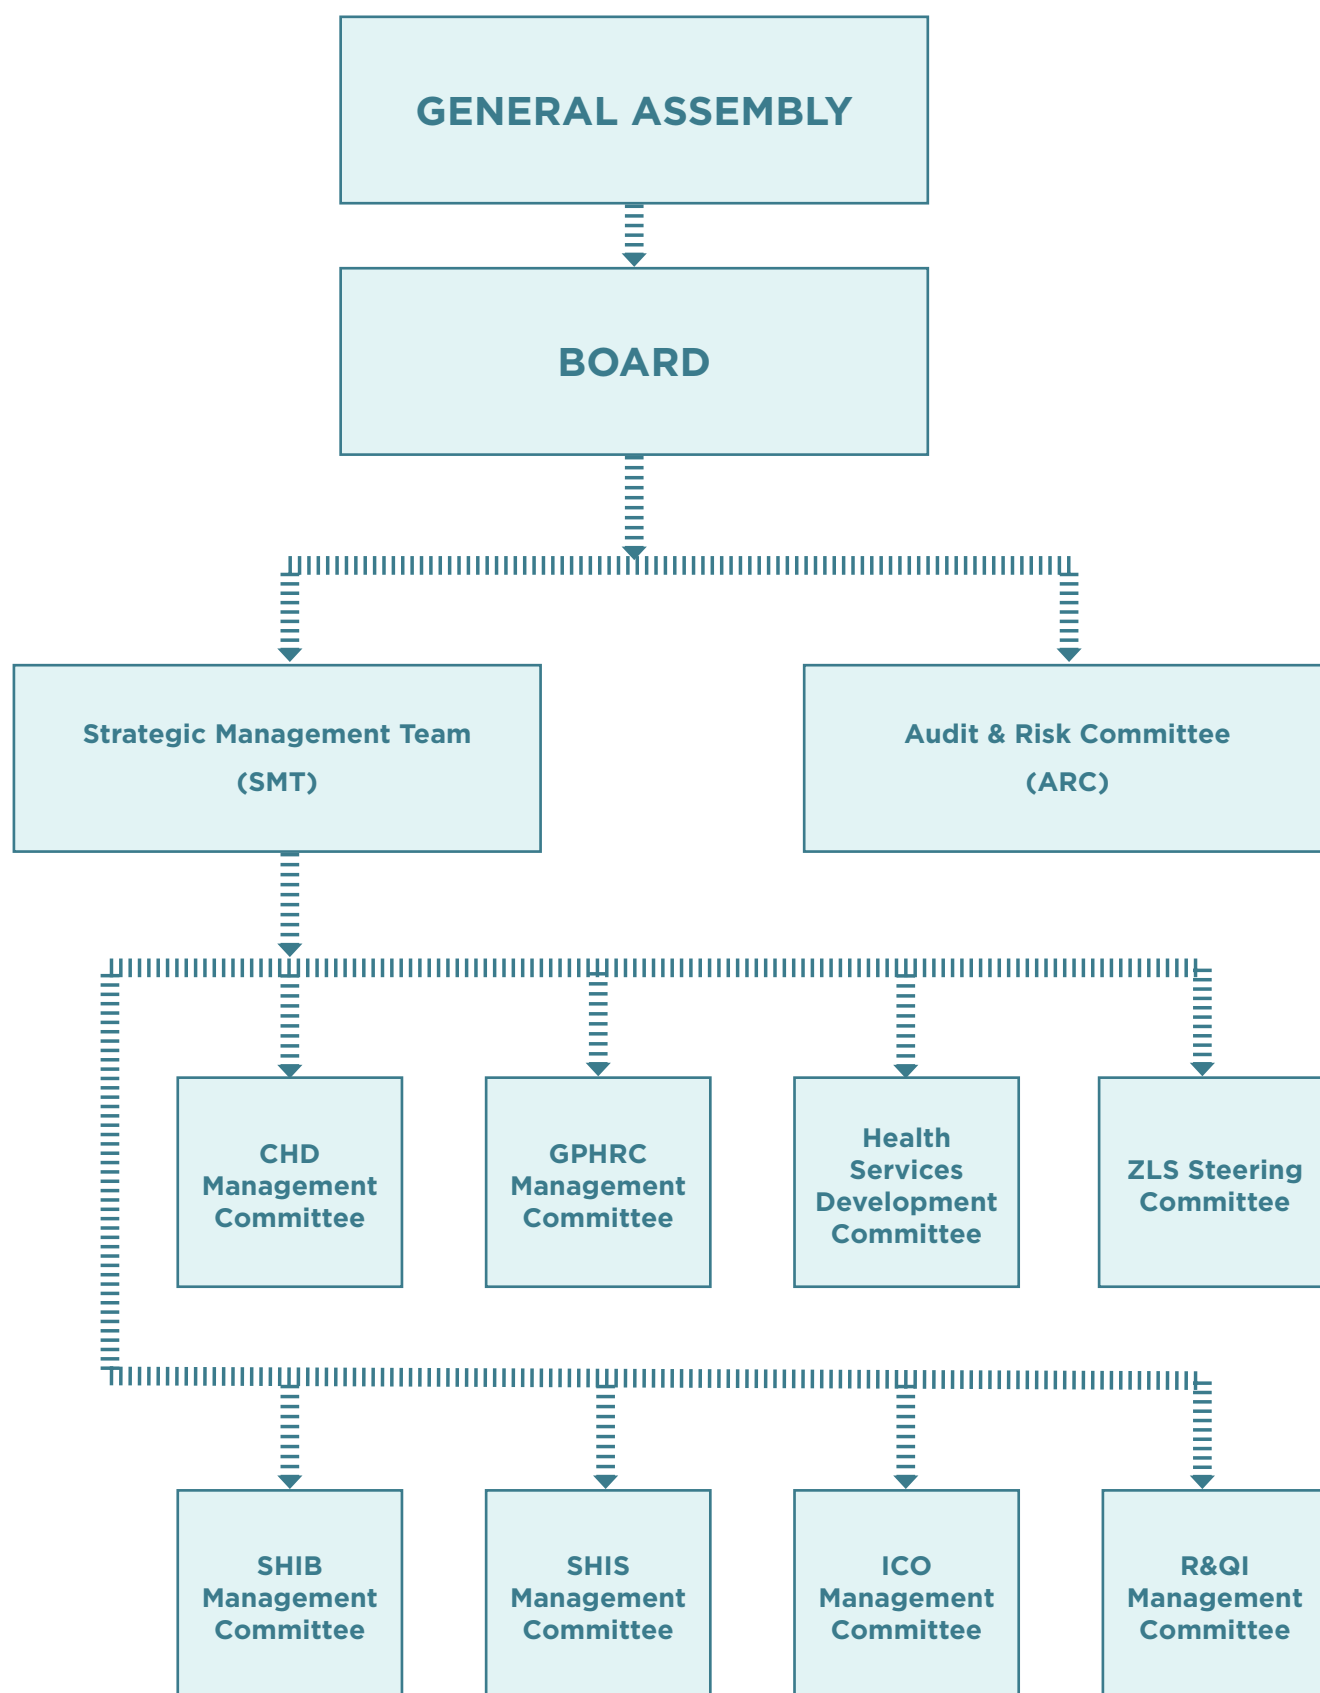 GENERAL ASSEMBLY
BOARD
Strategic Management Team
(SMT)
Audit & Risk Committee
(ARC)
CHD
Management
Committee
GPHRC
Management
Committee
Health
Services
Development
Committee
ZLS Steering
Committee
SHIB
Management
Committee
SHIS
Management
Committee
ICO
Management
Committee
R&QI
Management
Committee